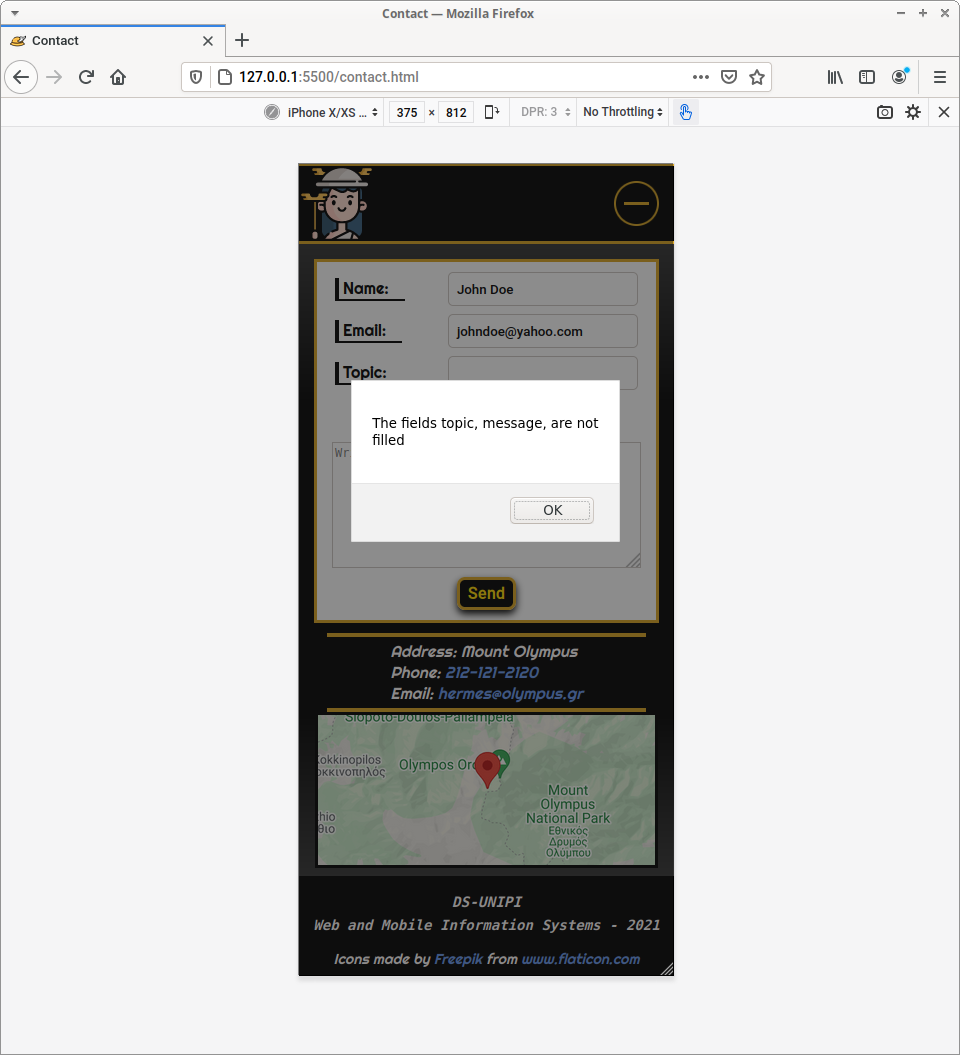 Contact — Mozilla Firefox
Contact
127.0.0.1:5500/contact.html
iPhone X/XS ...
375 × 812
DPR: 3
No Throttling
Name:
John Doe
Email:
johndoe@yahoo.com
Topic:
The fields topic, message, are not
filled
Wr
OK
Send
Address: Mount Olympus
Phone: 212-121-2120
Email: hermes@olympus.gr
Slopoto-Doulos-Paliampela
Kokkinopilos
οκκινοπηλός
Olympos Oro
Mount
Olympus
National Park
Εθνικός
Δρυμός
Ολύμπου
hio
θιο
DS-UNIPI
Web and Mobile Information Systems - 2021
Icons made by Freepik from www.flaticon.com